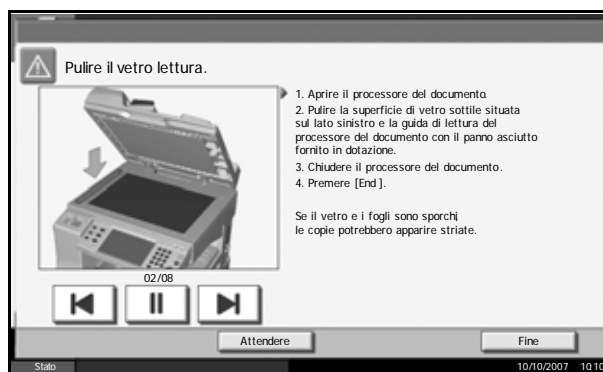 Pulire il vetro lettura.
1. Aprire il processore del documento.
2. Pulire la superficie di vetro sottile situata
sul lato sinistro e la guida di lettura del
processore del documento con il panno asciutto
fornito in dotazione.
3. Chiudere il processore del documento.
4. Premere [End].
Se il vetro e i fogli sono sporchi,
le copie potrebbero apparire striate.
02/08
Attendere
Fine
Stato
10/10/2007 10:10